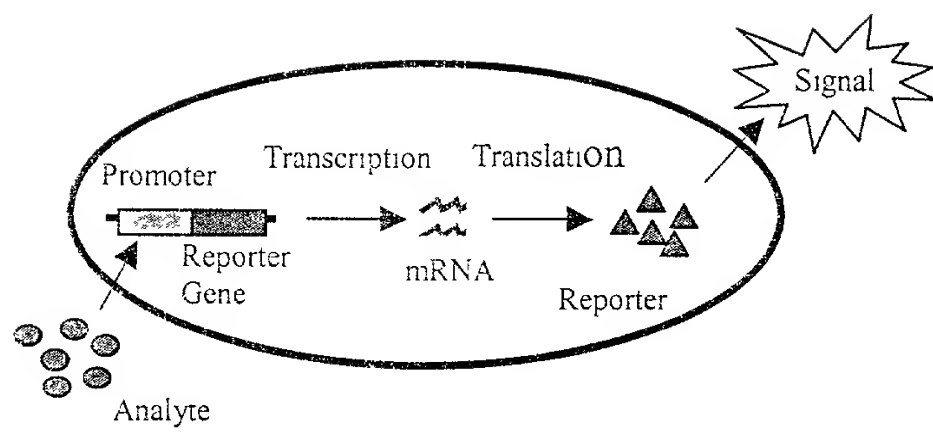 Signal
Transcription Translation
Promoter
Reporter
Gene
mRNA
Reporter
Analyte